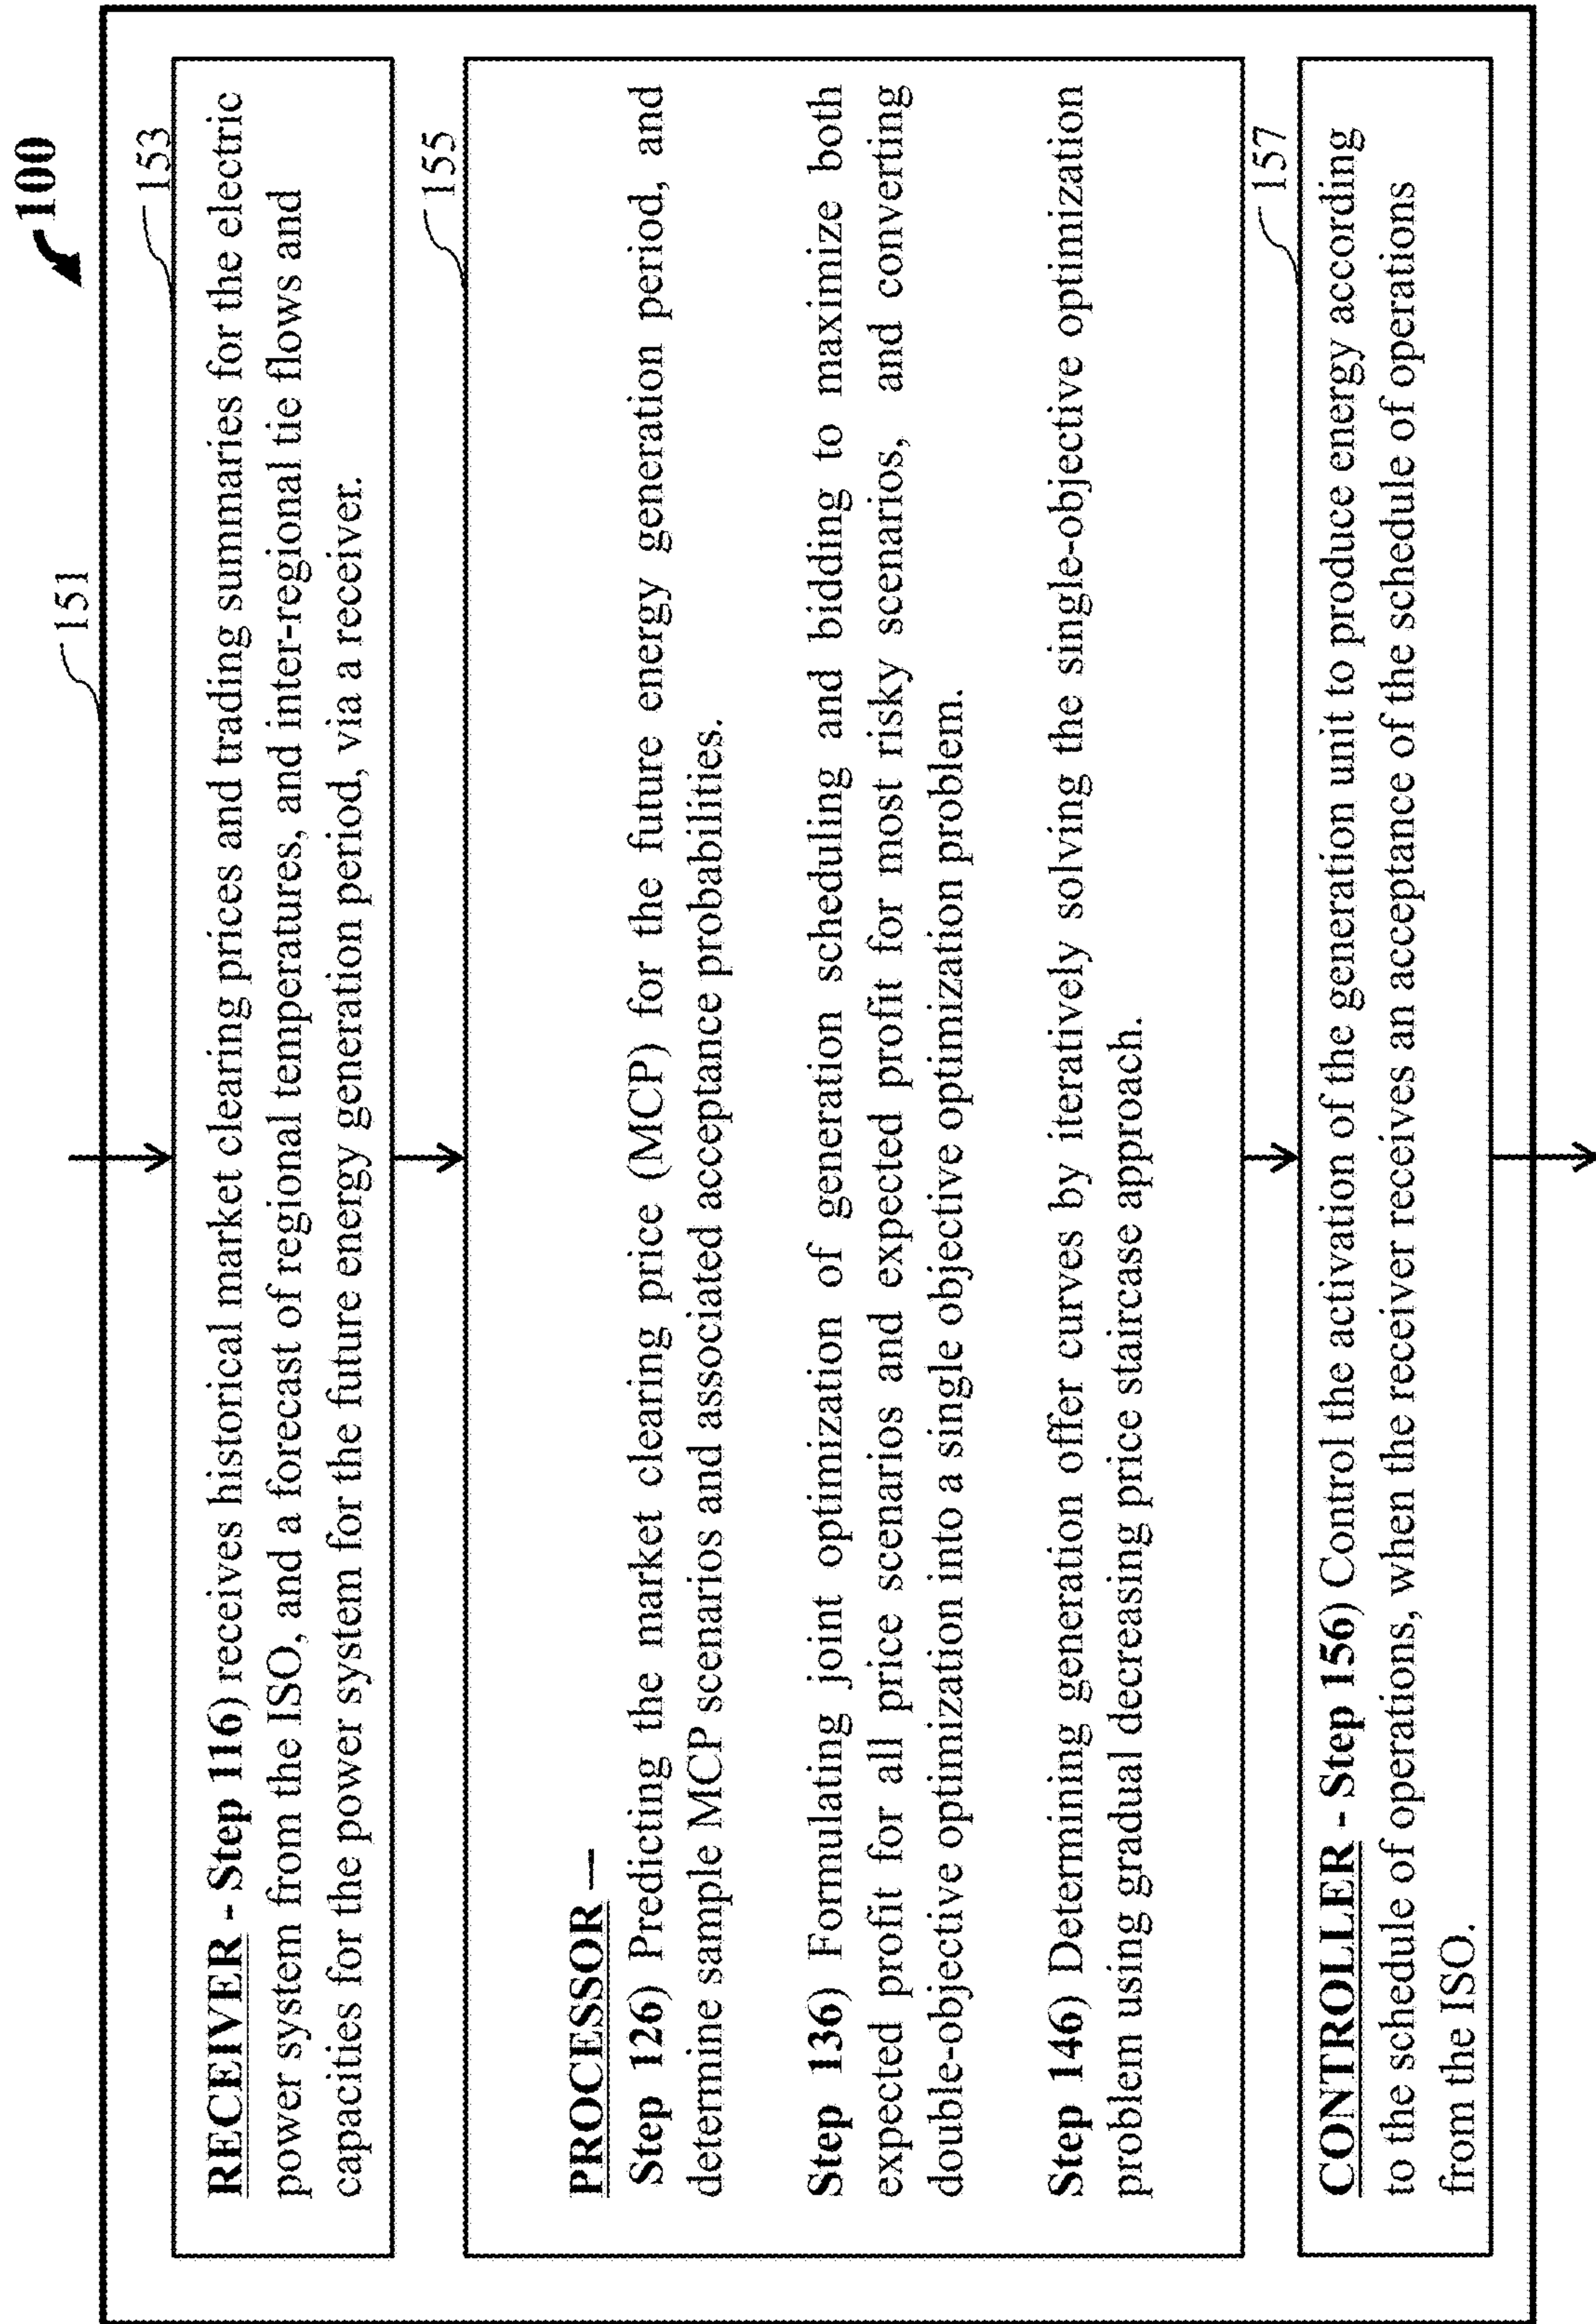 100
151
153
RECEIVER - Step 116) receives historical market clearing prices and trading summaries for the electric
power system from the ISO, and a forecast of regional temperatures, and inter-regional tie flows and
capacities for the power system for the future energy generation period, via a receiver.
155
PROCESSOR –
Step 126) Predicting the market clearing price (MCP) for the future energy generation period, and
determine sample MCP scenarios and associated acceptance probabilities.
Step 136) Formulating joint optimization of generation scheduling and bidding to maximize both
expected profit for all price scenarios and expected profit for most risky scenarios, and converting
double-objective optimization into a single objective optimization problem.
Step 146) Determining generation offer curves by iteratively solving the single-objective optimization
problem using gradual decreasing price staircase approach.
157
CONTROLLER - Step 156) Control the activation of the generation unit to produce energy according
to the schedule of operations, when the receiver receives an acceptance of the schedule of operations
from the ISO.